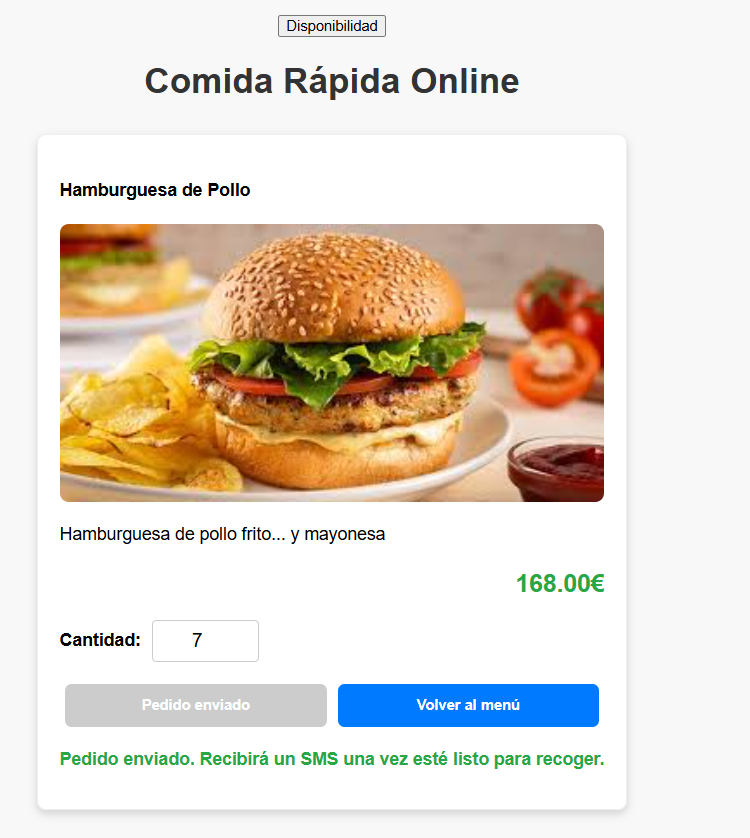 Disponibilidad
Comida Rápida Online
Hamburguesa de Pollo
Hamburguesa de pollo frito... y mayonesa
168.00€
Cantidad: 7
Pedido enviado Volver al menú
Pedido enviado. Recibirá un SMS una vez esté listo para recoger.